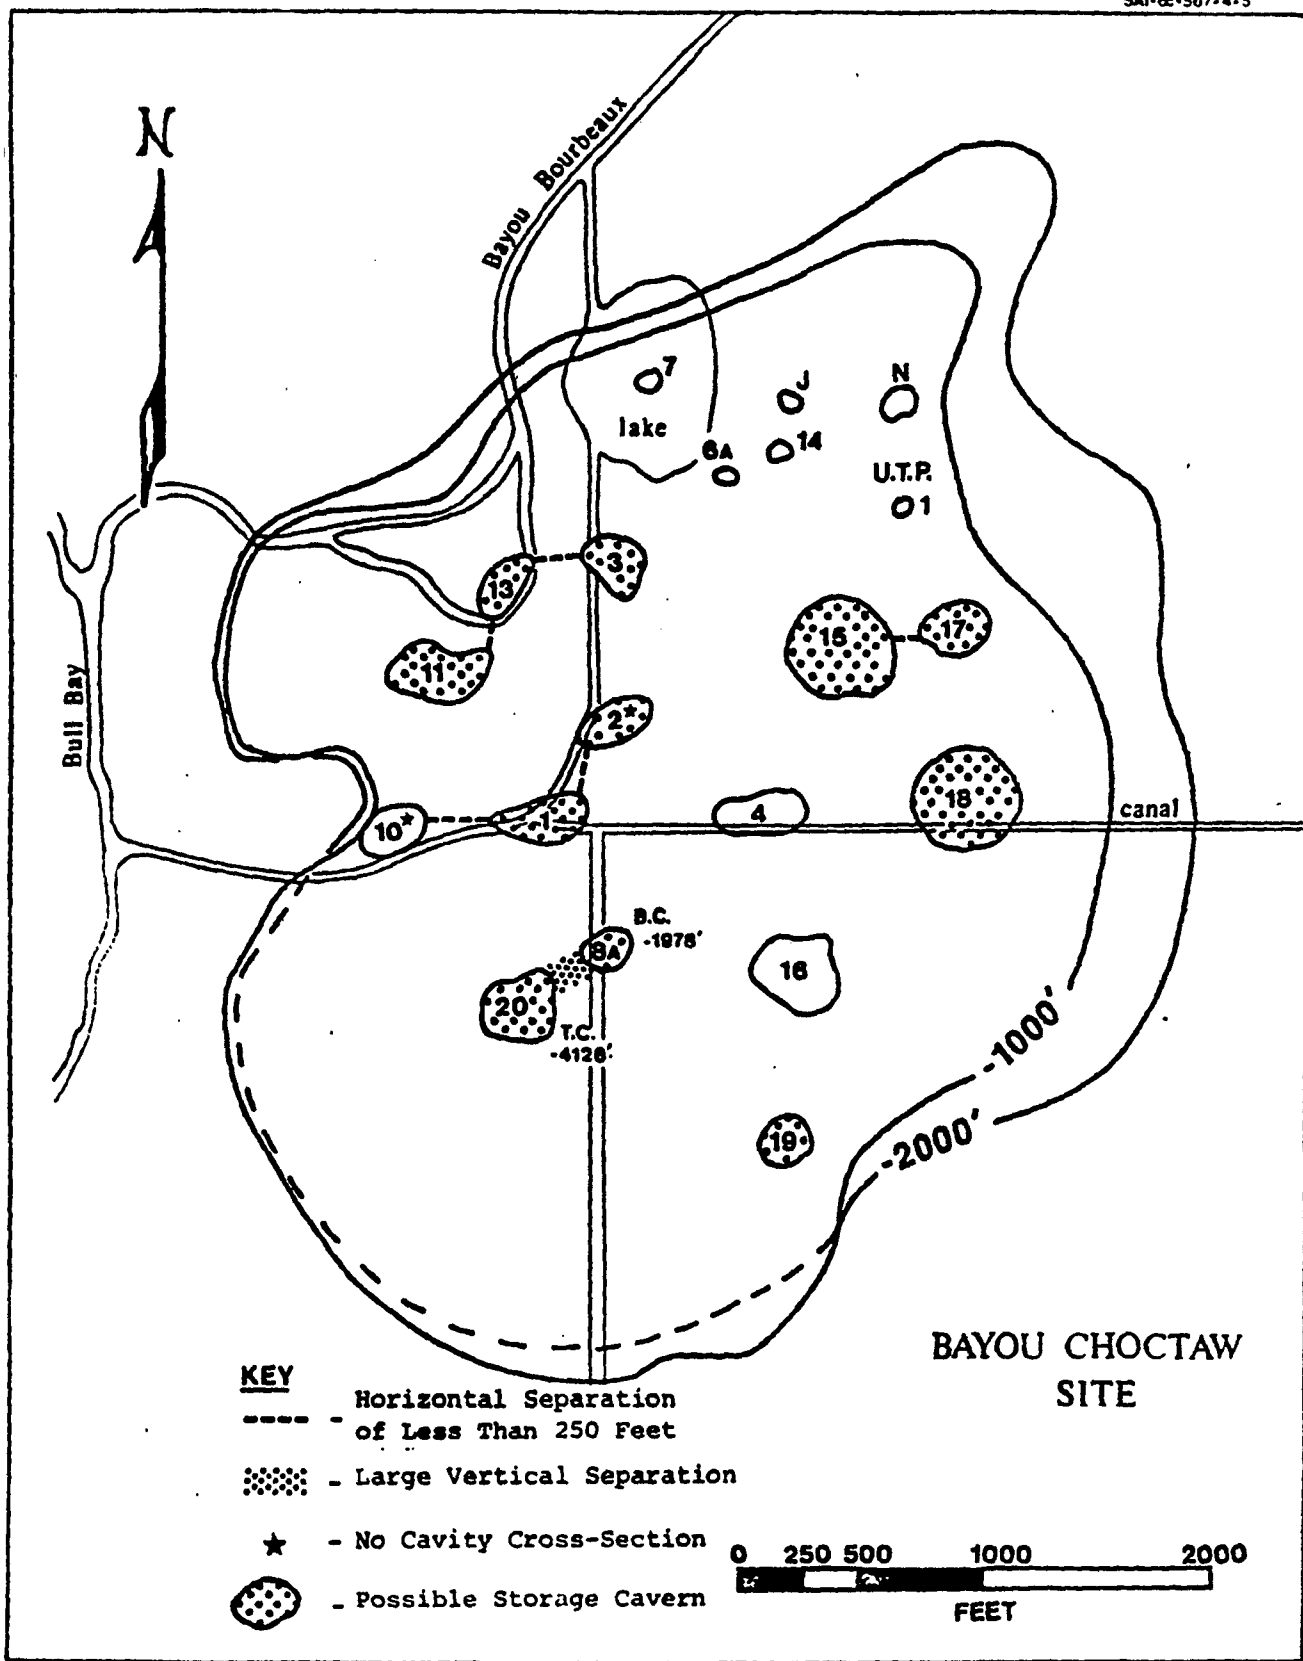 N
Bayou Bourbeaux
7
lake
J
N
6A
14
U.T.P.
1
13
3
11
15
17
2*
Bull Bay
10*
1
4
18
canal
B.C.
-1978'
8A
16
20
T.C.
-4128'
-1000'
19
-2000'
BAYOU CHOCTAW
SITE
KEY
---- - Horizontal Separation
of Less Than 250 Feet
- Large Vertical Separation
★ - No Cavity Cross-Section
- Possible Storage Cavern
0 250 500 1000 2000
FEET